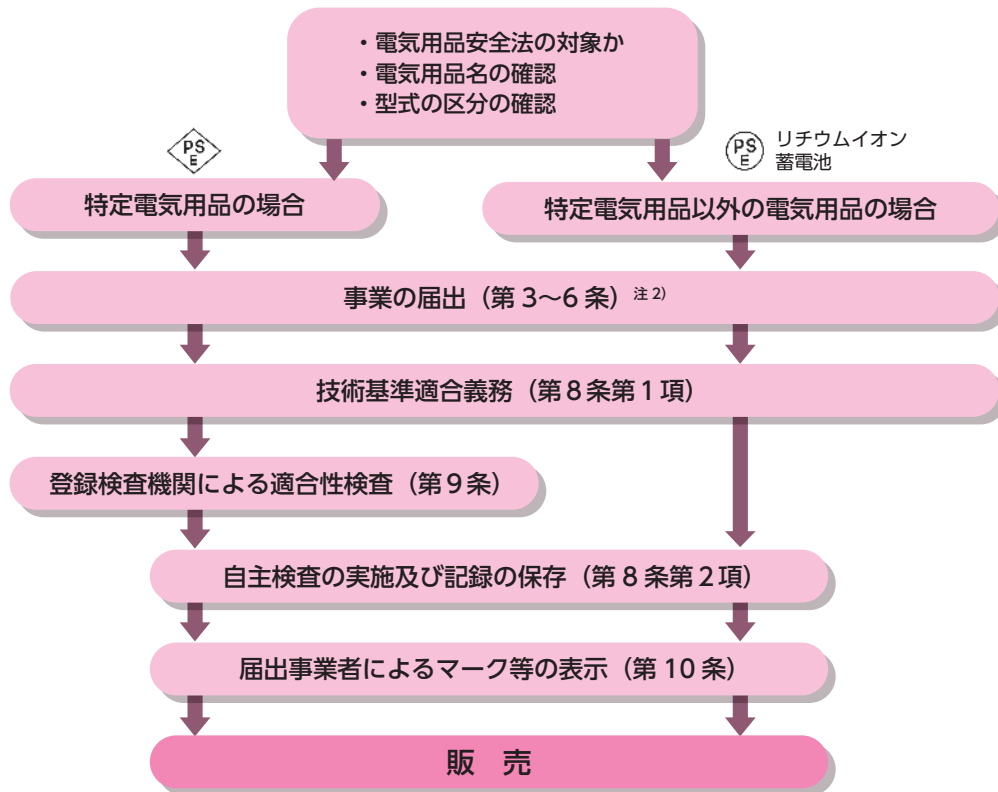 ・電気用品安全法の対象か
・電気用品名の確認
・型式の区分の確認
PS
E
PS
E
リチウムイオン
蓄電池
特定電気用品の場合
特定電気用品以外の電気用品の場合
事業の届出（第 3〜6 条）注 2)
技術基準適合義務（第８条第１項）
登録検査機関による適合性検査（第９条）
自主検査の実施及び記録の保存（第 8 条第２項）
届出事業者によるマーク等の表示（第 10 条）
販　売